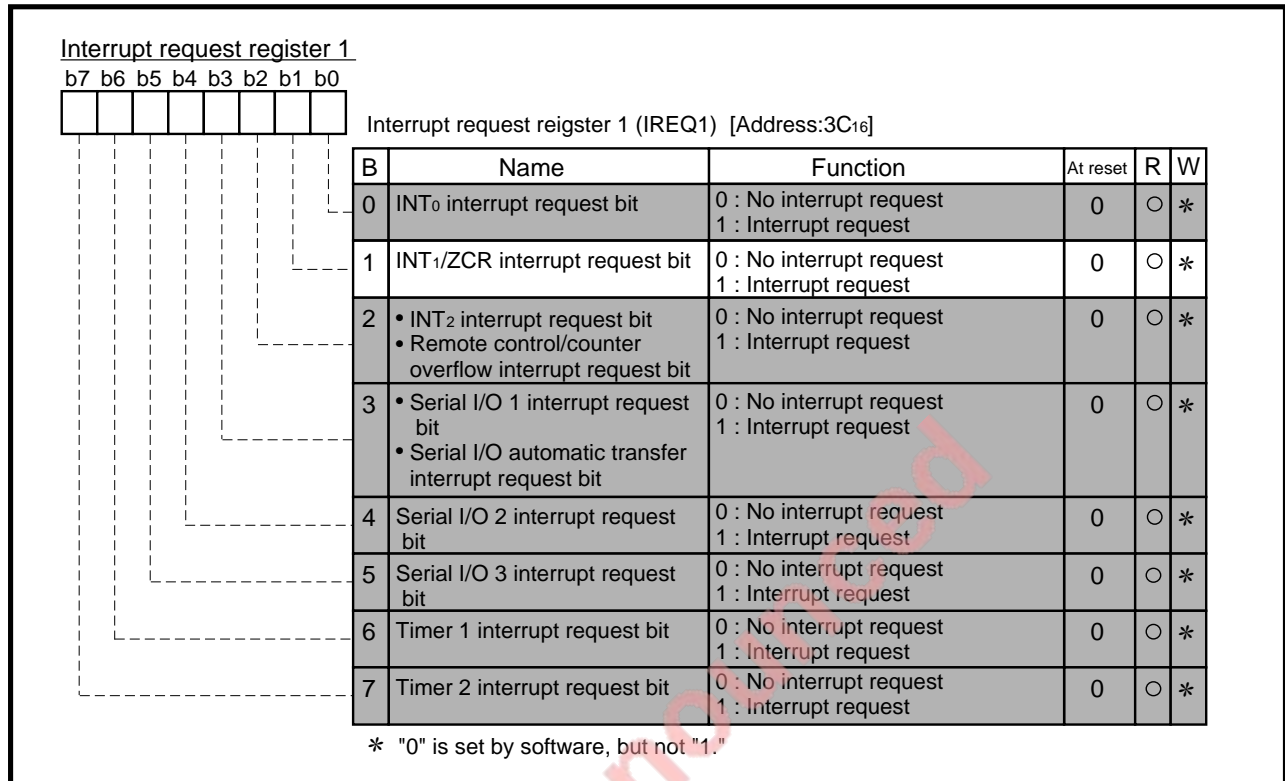 Interrupt request register 1
b7 b6 b5 b4 b3 b2 b1 b0
Interrupt request reigster 1 (IREQ1) [Address:3C16]
B Name Function At reset R W
0 INT0 interrupt request bit 0 : No interrupt request 0 ○ *
1 : Interrupt request
1 INT1/ZCR interrupt request bit 0 : No interrupt request 0 ○ *
1 : Interrupt request
2 • INT2 interrupt request bit 0 : No interrupt request 0 ○ *
• Remote control/counter 1 : Interrupt request
overflow interrupt request bit
3 • Serial I/O 1 interrupt request 0 : No interrupt request 0 ○ *
bit 1 : Interrupt request
• Serial I/O automatic transfer
interrupt request bit
4 Serial I/O 2 interrupt request 0 : No interrupt request 0 ○ *
bit 1 : Interrupt request
5 Serial I/O 3 interrupt request 0 : No interrupt request 0 ○ *
bit 1 : Interrupt request
6 Timer 1 interrupt request bit 0 : No interrupt request 0 ○ *
1 : Interrupt request
7 Timer 2 interrupt request bit 0 : No interrupt request 0 ○ *
1 : Interrupt request
* "0" is set by software, but not "1."